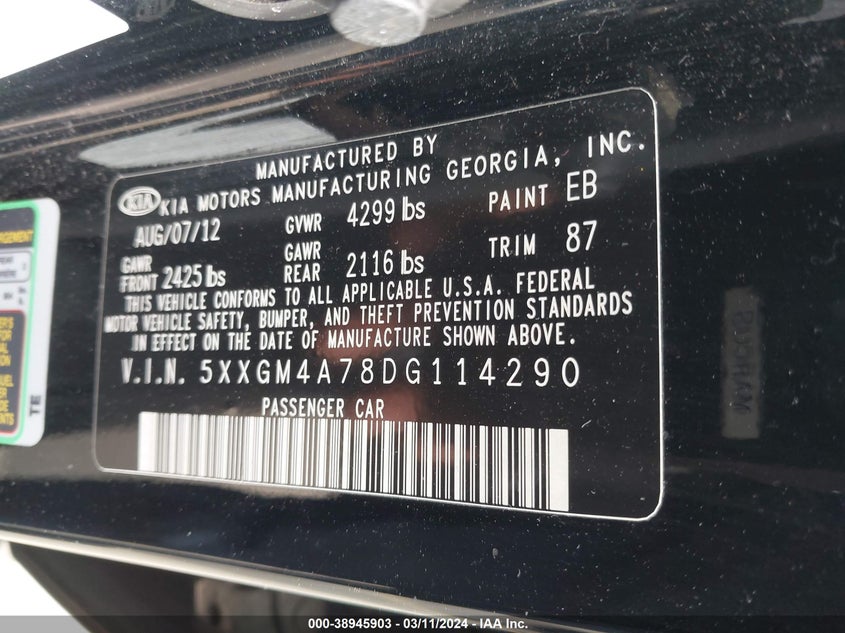 MANUFACTURED BY
KIA KIA MOTORS MANUFACTURING GEORGIA, INC.
AUG/07/12 GVWR 4299 lbs PAINT EB
GAWR FRONT 2425 lbs GAWR REAR 2116 lbs TRIM 87
THIS VEHICLE CONFORMS TO ALL APPLICABLE U.S.A. FEDERAL
MOTOR VEHICLE SAFETY, BUMPER, AND THEFT PREVENTION STANDARDS
IN EFFECT ON THE DATE OF MANUFACTURE SHOWN ABOVE.
V.I.N. 5XXGM4A78DG114290
PASSENGER CAR
TE
000-38945903 - 03/11/2024 - IAA Inc.